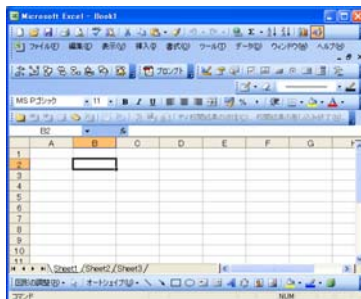 Microsoft Excel - Book1
ファイル(F) 編集(E) 表示(V) 挿入(I) 書式(O) ツール(T) データ(D) ウィンドウ(W) ヘルプ(H)
MS Pゴシック 11 B I U
B2 fx
A B C D E F G
1
2
3
4
5
6
7
8
9
10
11
Sheet1 Sheet2 Sheet3
図形の調整(R) オートシェイプ(U)
コマンド NUM